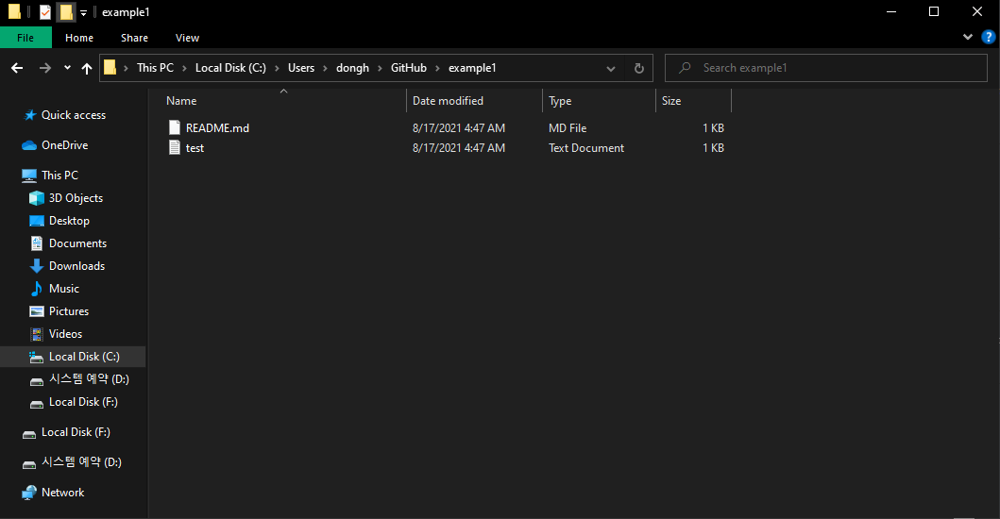 example1
File Home Share View
This PC Local Disk (C:) Users dongh GitHub example1
Search example1
Name Date modified Type Size
README.md 8/17/2021 4:47 AM MD File 1 KB
test 8/17/2021 4:47 AM Text Document 1 KB
Quick access
OneDrive
This PC
3D Objects
Desktop
Documents
Downloads
Music
Pictures
Videos
Local Disk (C:)
시스템 예약 (D:)
Local Disk (F:)
Local Disk (F:)
시스템 예약 (D:)
Network